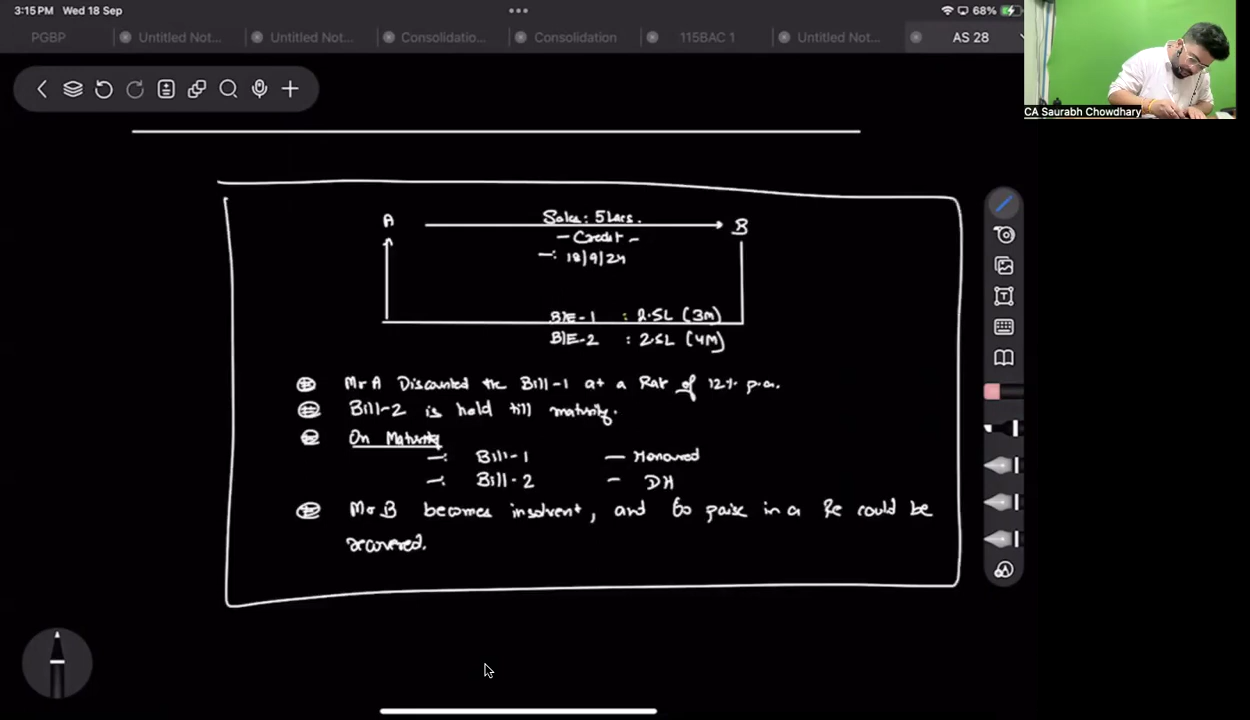 3:15 PM Wed 18 Sep
68%
PGBP
Untitled Not...
Untitled Not...
Consolidatio...
Consolidation
115BAC 1
Untitled Not...
AS 28
CA Saurabh Chowdhary
A
Sales: 5 Lacs.
B
- Credit -
-: 18/9/24
B/E-1 : 2.5L (3M)
B/E-2 : 2.5L (4M)
Mr A Discounted the Bill-1 at a Rate of 12% p.a.
Bill-2 is held till maturity.
On Maturity
-: Bill-1 - Honoured
-: Bill-2 - DH
Mr B becomes insolvent, and 60 paise in a Re could be
recovered.